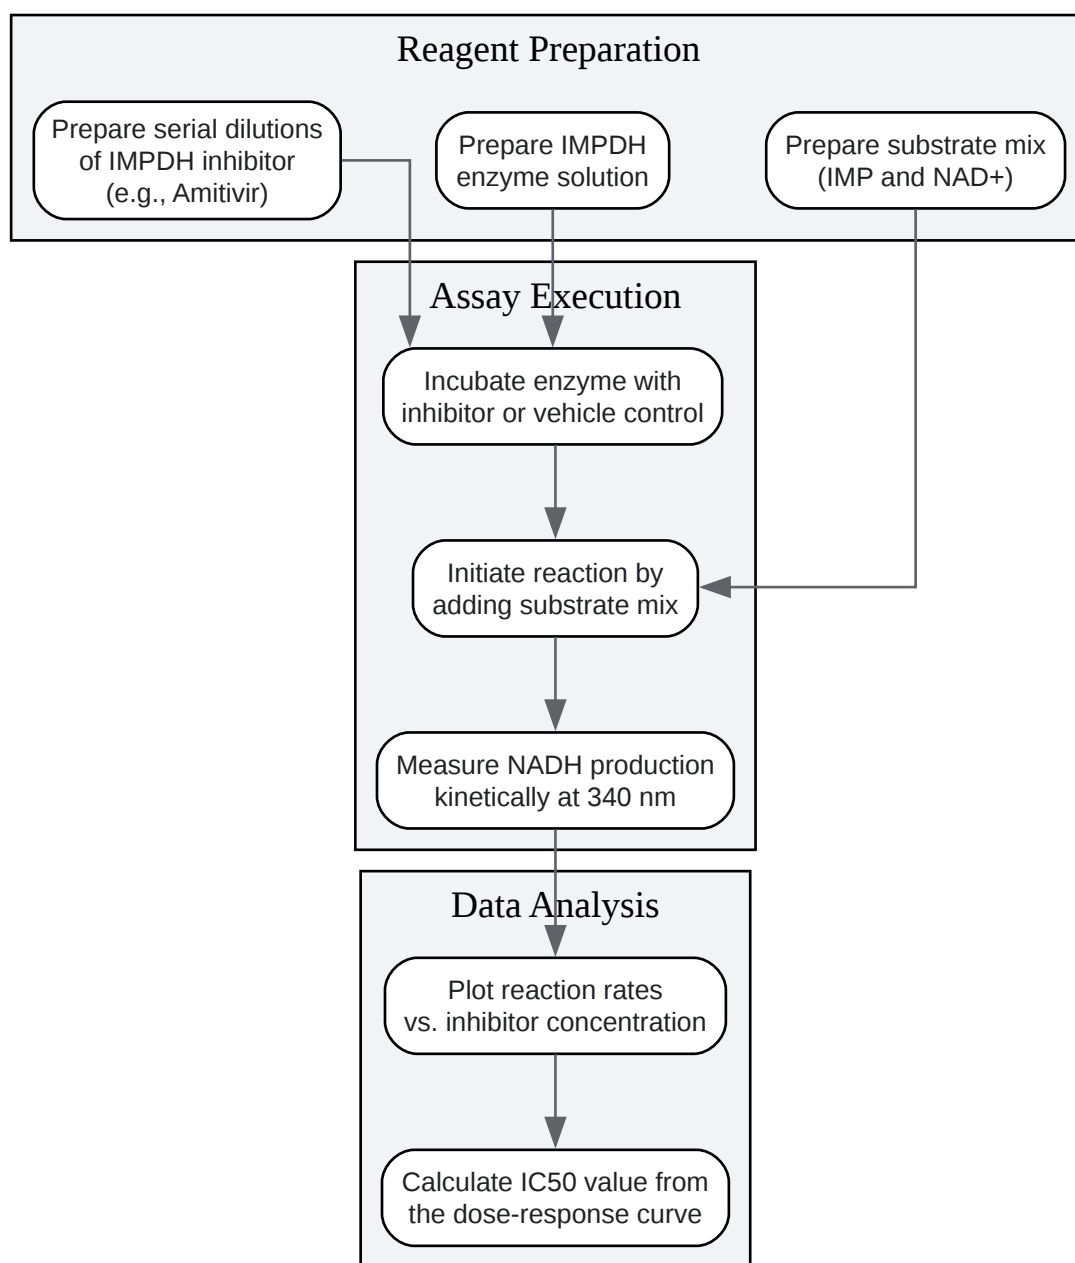 Reagent Preparation
Prepare serial dilutions
of IMPDH inhibitor
(e.g., Amitivir)
Prepare IMPDH
enzyme solution
Prepare substrate mix
(IMP and NAD+)
Assay Execution
Incubate enzyme with
inhibitor or vehicle control
Initiate reaction by
adding substrate mix
Measure NADH production
kinetically at 340 nm
Data Analysis
Plot reaction rates
vs. inhibitor concentration
Calculate IC50 value from
the dose-response curve